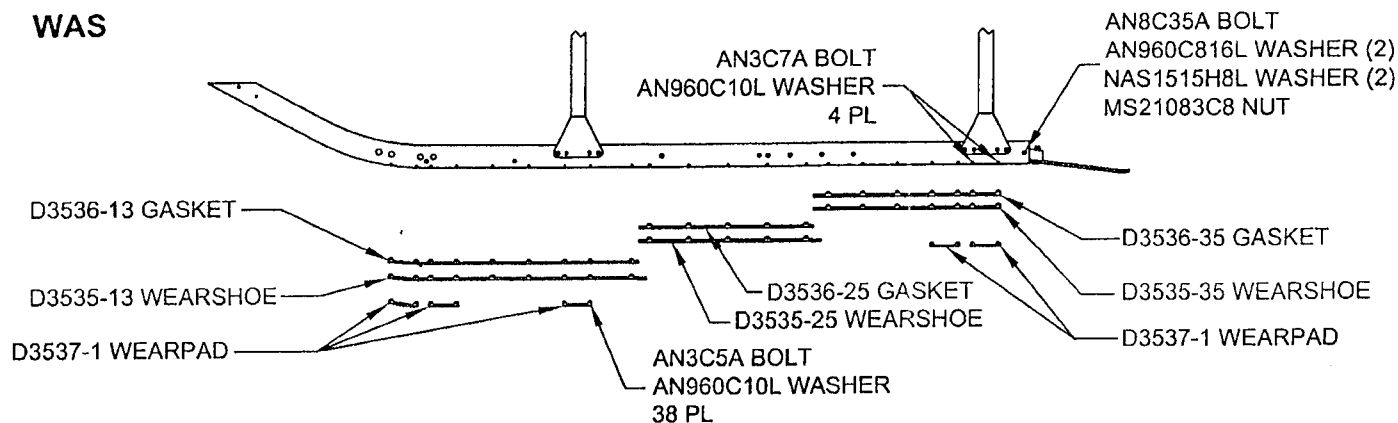 WAS
AN8C35A BOLT
AN960C816L WASHER (2)
NAS1515H8L WASHER (2)
MS21083C8 NUT
AN3C7A BOLT
AN960C10L WASHER
4 PL
D3536-13 GASKET
D3535-13 WEARSHOE
D3537-1 WEARPAD
D3536-25 GASKET
D3535-25 WEARSHOE
AN3C5A BOLT
AN960C10L WASHER
38 PL
D3536-35 GASKET
D3535-35 WEARSHOE
D3537-1 WEARPAD